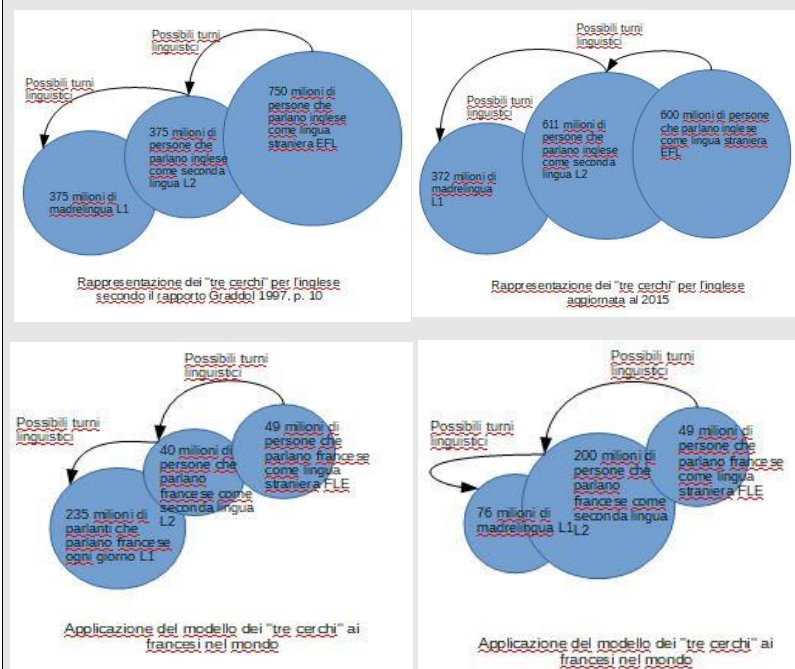 Possibili turni
linguistici
Possibili turni
linguistici
750 milioni di
persone che
parlano inglese
come lingua
straniera EFL
375 milioni di
persone che
parlano inglese
come seconda
lingua L2
375 milioni di
madrelingua L1
Rappresentazione dei "tre cerchi" per l'inglese
secondo il rapporto Graddol 1997, p. 10
Possibili turni
linguistici
Possibili turni
linguistici
600 milioni di persone
che parlano inglese
come lingua straniera
EFL
611 milioni di
persone che
parlano inglese
come seconda
lingua L2
372 milioni di
madrelingua
L1
Rappresentazione dei "tre cerchi" per l'inglese
aggiornata al 2015
Possibili turni
linguistici
Possibili turni
linguistici
49 milioni di
persone che
parlano francese
come lingua
straniera FLE
40 milioni di
persone che
parlano
francese come
seconda lingua
L2
235 milioni di
parlanti che
parlano francese
ogni giorno L1
Applicazione del modello dei "tre cerchi" ai
francesi nel mondo
Possibili turni
linguistici
Possibili turni
linguistici
49 milioni di
persone che
parlano francese
come lingua
straniera FLE
200 milioni di
persone che
parlano
francese come
seconda lingua
L2
76 milioni di
madrelingua L1
Applicazione del modello dei "tre cerchi" ai
francesi nel mondo